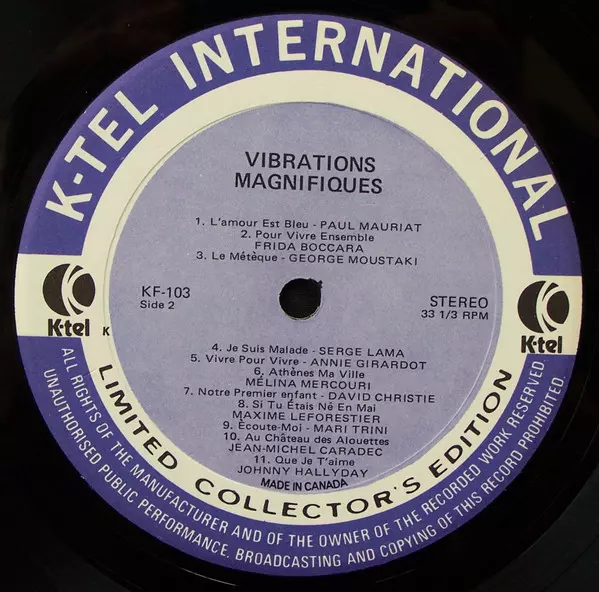 K-TEL INTERNATIONAL
VIBRATIONS
MAGNIFIQUES
1. L'amour Est Bleu - PAUL MAURIAT
2. Pour Vivre Ensemble
FRIDA BOCCARA
3. Le Métèque - GEORGE MOUSTAKI
KF-103
Side 2
STEREO
33 1/3 RPM
K-tel
K
K-tel
4. Je Suis Malade - SERGE LAMA
5. Vivre Pour Vivre - ANNIE GIRARDOT
6. Athènes Ma Ville
MÉLINA MERCOURI
7. Notre Premier enfant - DAVID CHRISTIE
8. Si Tu Étais Né En Mai
MAXIME LEFORESTIER
9. Ècoute-Moi - MARI TRINI
10. Au Château des Alouettes
JEAN-MICHEL CARADEC
11. Que Je T'aime
JOHNNY HALLYDAY
MADE IN CANADA
LIMITED COLLECTOR'S EDITION
ALL RIGHTS OF THE MANUFACTURER AND OF THE OWNER OF THE RECORDED WORK RESERVED
UNAUTHORISED PUBLIC PERFORMANCE, BROADCASTING AND COPYING OF THIS RECORD PROHIBITED.